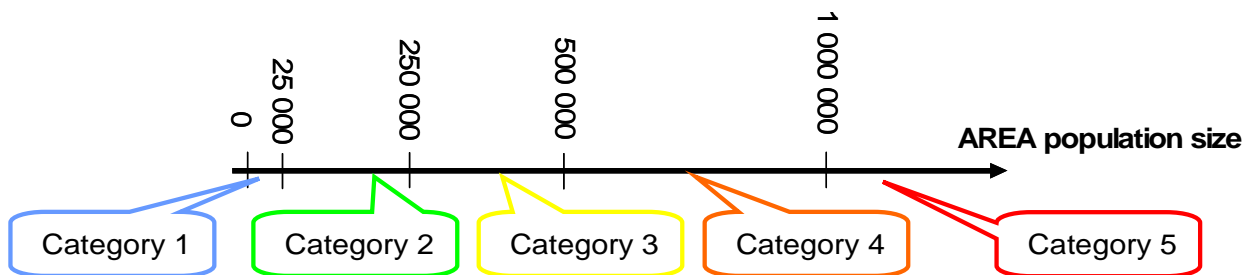 0
25 000
250 000
500 000
1 000 000
AREA population size
Category 1
Category 2
Category 3
Category 4
Category 5